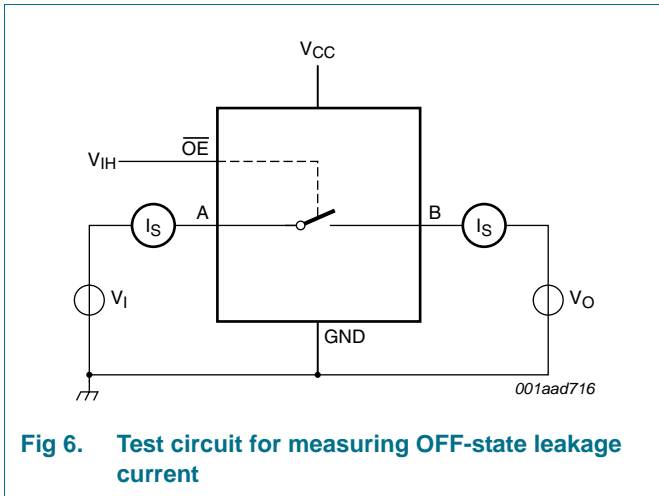 VCC
OE
VIH
A
B
IS
IS
VI
VO
GND
001aad716
Fig 6. Test circuit for measuring OFF-state leakage
current